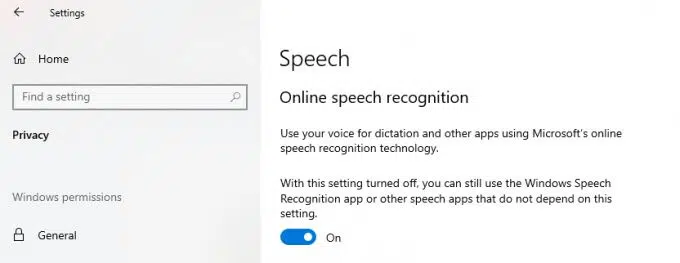 Settings
Home
Find a setting
Privacy
Windows permissions
General
Speech
Online speech recognition
Use your voice for dictation and other apps using Microsoft's online
speech recognition technology.
With this setting turned off, you can still use the Windows Speech
Recognition app or other speech apps that do not depend on this
setting.
On